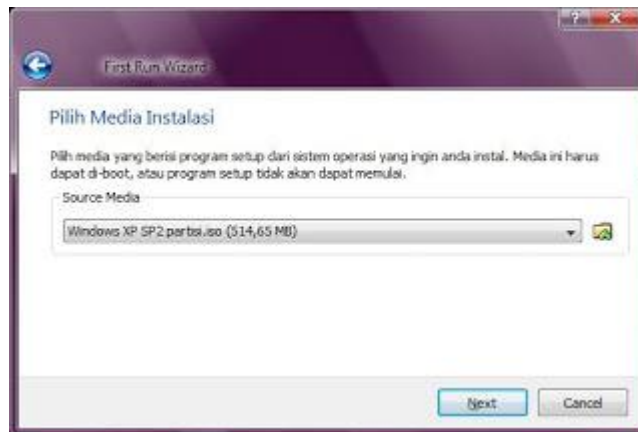 First Run Wizard
Pilih Media Instalasi
Pilih media yang berisi program setup dari sistem operasi yang ingin anda instal. Media ini harus
dapat di-boot, atau program setup tidak akan dapat memulai.
Source Media
Windows XP SP2 partisi.iso (514,65 MB)
Next
Cancel